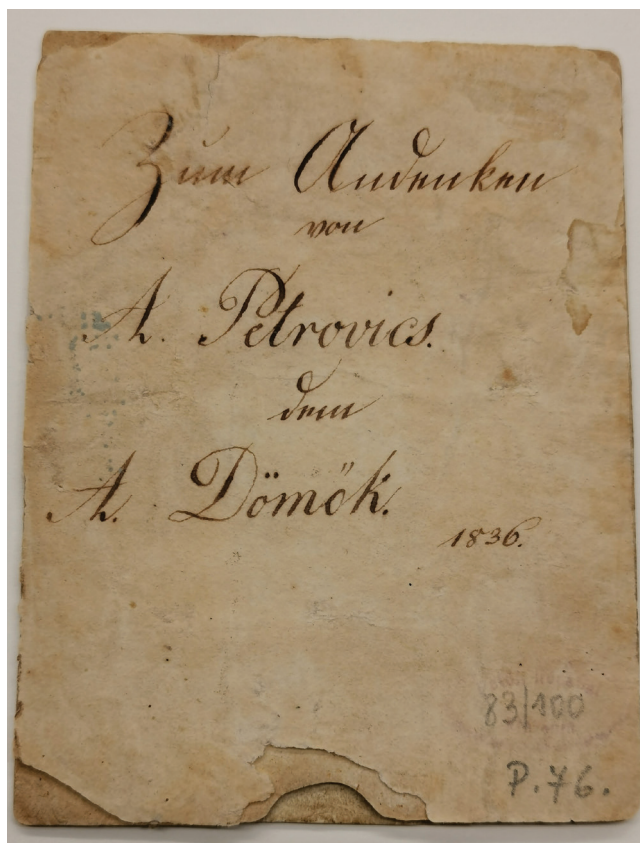 Zum Andenken
von
A. Petrovics.
dem
A. Dömök.
1836.
83/100
P.76.